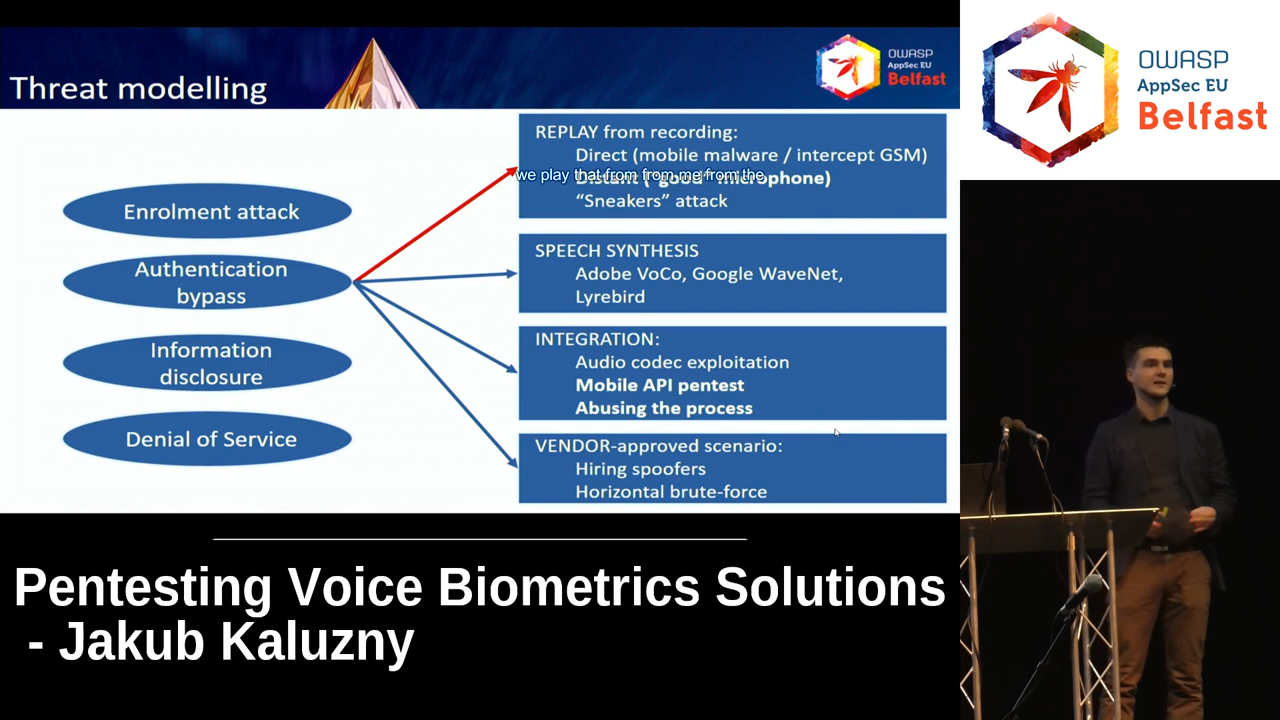 Threat modelling
OWASP
AppSec EU
Belfast
Enrolment attack
Authentication
bypass
Information
disclosure
Denial of Service
REPLAY from recording:
Direct (mobile malware / intercept GSM)
Distant ("good" microphone)
we play that from from me from the
“Sneakers” attack
SPEECH SYNTHESIS
Adobe VoCo, Google WaveNet,
Lyrebird
INTEGRATION:
Audio codec exploitation
Mobile API pentest
Abusing the process
VENDOR-approved scenario:
Hiring spoofers
Horizontal brute-force
OWASP
AppSec EU
Belfast
Pentesting Voice Biometrics Solutions
- Jakub Kaluzny